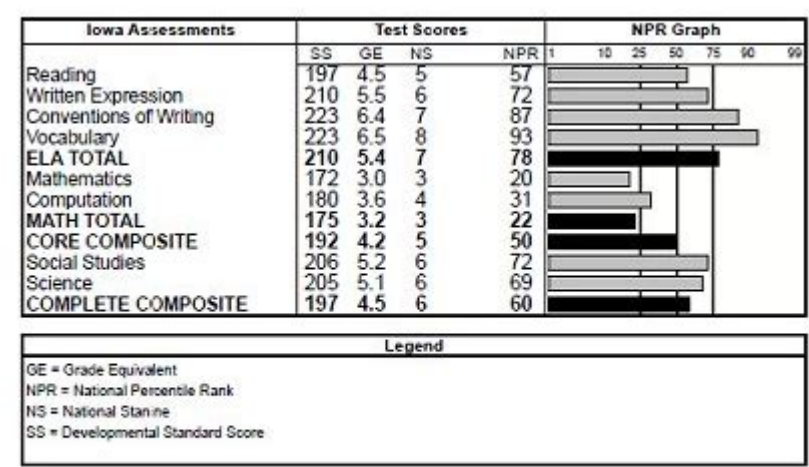 Iowa Assessments Test Scores NPR Graph
SS GE NS NPR 1 10 25 50 75 90 99
Reading 197 4.5 5 57
Written Expression 210 5.5 6 72
Conventions of Writing 223 6.4 7 87
Vocabulary 223 6.5 8 93
ELA TOTAL 210 5.4 7 78
Mathematics 172 3.0 3 20
Computation 180 3.6 4 31
MATH TOTAL 175 3.2 3 22
CORE COMPOSITE 192 4.2 5 50
Social Studies 206 5.2 6 72
Science 205 5.1 6 69
COMPLETE COMPOSITE 197 4.5 6 60
Legend
GE = Grade Equivalent
NPR = National Percentile Rank
NS = National Stanine
SS = Developmental Standard Score